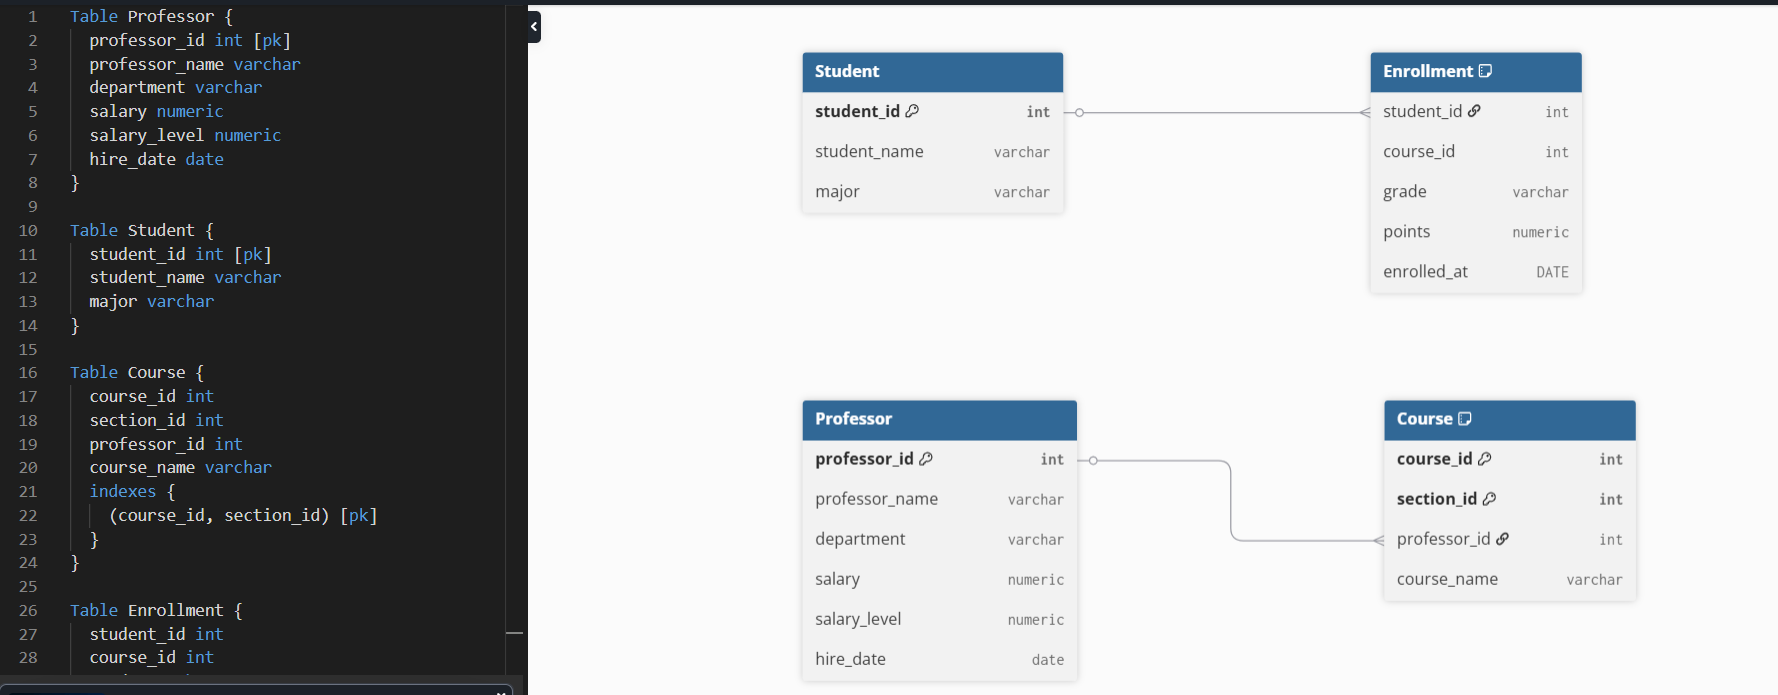 1 Table Professor {
2 professor_id int [pk]
3 professor_name varchar
4 department varchar
5 salary numeric
6 salary_level numeric
7 hire_date date
8 }
9
10 Table Student {
11 student_id int [pk]
12 student_name varchar
13 major varchar
14 }
15
16 Table Course {
17 course_id int
18 section_id int
19 professor_id int
20 course_name varchar
21 indexes {
22 (course_id, section_id) [pk]
23 }
24 }
25
26 Table Enrollment {
27 student_id int
28 course_id int
Student
student_id int
student_name varchar
major varchar
Enrollment
student_id int
course_id int
grade varchar
points numeric
enrolled_at DATE
Professor
professor_id int
professor_name varchar
department varchar
salary numeric
salary_level numeric
hire_date date
Course
course_id int
section_id int
professor_id int
course_name varchar